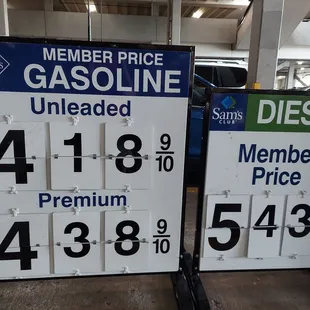 MEMBER PRICE
GASOLINE
Unleaded
4 1 8 9/10
Premium
4 3 8 9/10
Sam's
CLUB
Member
Price
5 4 3
Sam's